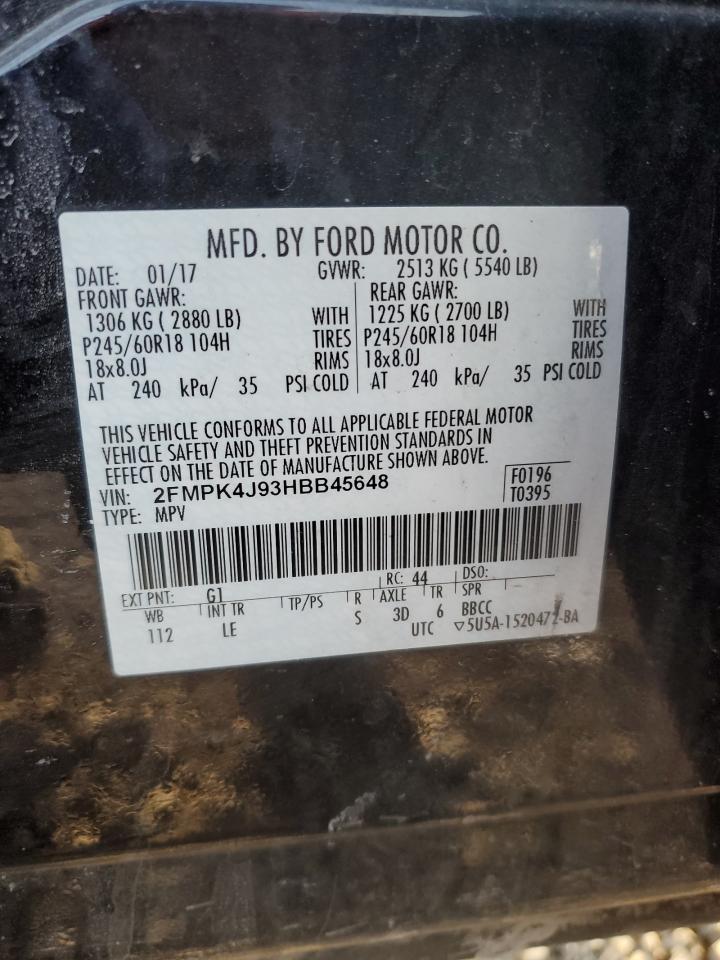 MFD. BY FORD MOTOR CO.
DATE: 01/17 GVWR: 2513 KG ( 5540 LB)
FRONT GAWR: REAR GAWR:
1306 KG ( 2880 LB) WITH 1225 KG ( 2700 LB) WITH
P245/60R18 104H TIRES P245/60R18 104H TIRES
18x8.0J RIMS 18x8.0J RIMS
AT 240 kPa/ 35 PSI COLD AT 240 kPa/ 35 PSI COLD
THIS VEHICLE CONFORMS TO ALL APPLICABLE FEDERAL MOTOR
VEHICLE SAFETY AND THEFT PREVENTION STANDARDS IN
EFFECT ON THE DATE OF MANUFACTURE SHOWN ABOVE.
VIN: 2FMPK4J93HBB45648 F0196
TYPE: MPV T0395
EXT PNT: G1 RC: 44 DSO:
WB INT TR TP/PS R AXLE TR SPR
112 LE S 3D 6 BBCC
UTC ▽5U5A-1520472-BA